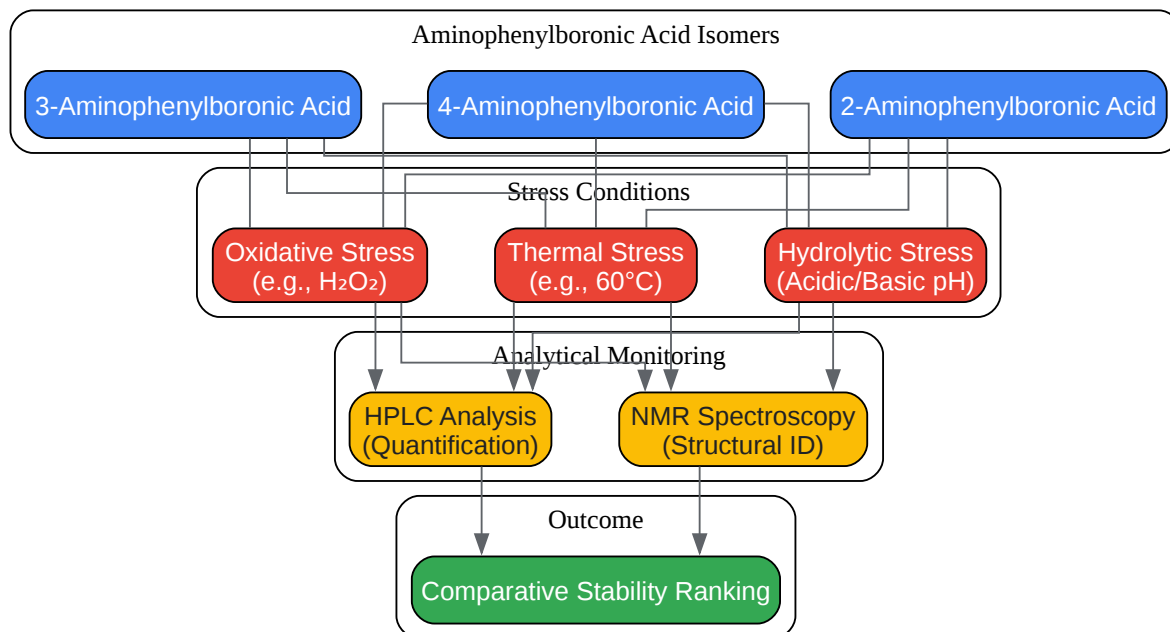 Aminophenylboronic Acid Isomers
3-Aminophenylboronic Acid
4-Aminophenylboronic Acid
2-Aminophenylboronic Acid
Stress Conditions
Oxidative Stress
(e.g., H₂O₂)
Thermal Stress
(e.g., 60°C)
Hydrolytic Stress
(Acidic/Basic pH)
Analytical Monitoring
HPLC Analysis
(Quantification)
NMR Spectroscopy
(Structural ID)
Outcome
Comparative Stability Ranking